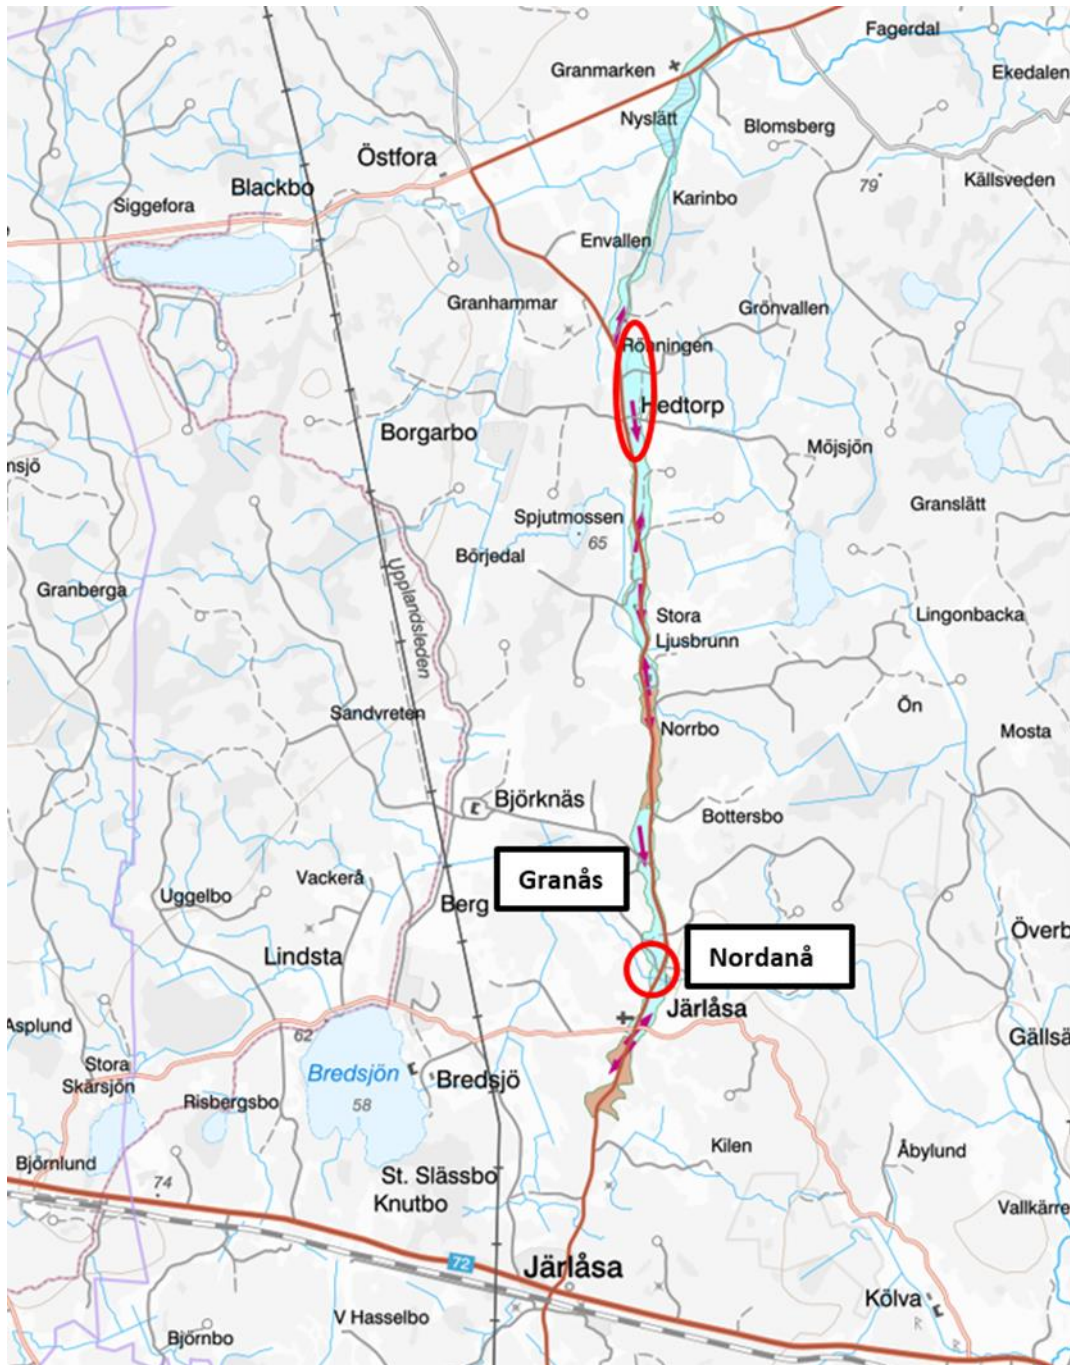 Fagerdal
Granmarken
Ekedalen
Nyslätt
Blomsberg
Östfora
79
Källsveden
Blackbo
Siggefora
Karinbo
Envallen
Granhammar
Grönvallen
Rönningen
Hedtorp
Borgarbo
Möjsjön
nsjö
Granslätt
Spjutmossen
65
Börjedal
Granberga
Upplandsleden
Stora
Ljusbrunn
Lingonbacka
Ön
Sandvreten
Norrbo
Mosta
Björknäs
Bottersbo
Granås
Vackerå
Uggelbo
Berg
Överb
Lindsta
Nordanå
Järlåsa
Asplund
62
Gällsä
Stora
Skärsjön
Bredsjön
Bredsjö
58
Risbergsbo
Kilen
Åbylund
Björnlund
74
St. Slässbo
Knutbo
Vallkärre
72
Järlåsa
Kölva
V Hasselbo
Björnbo